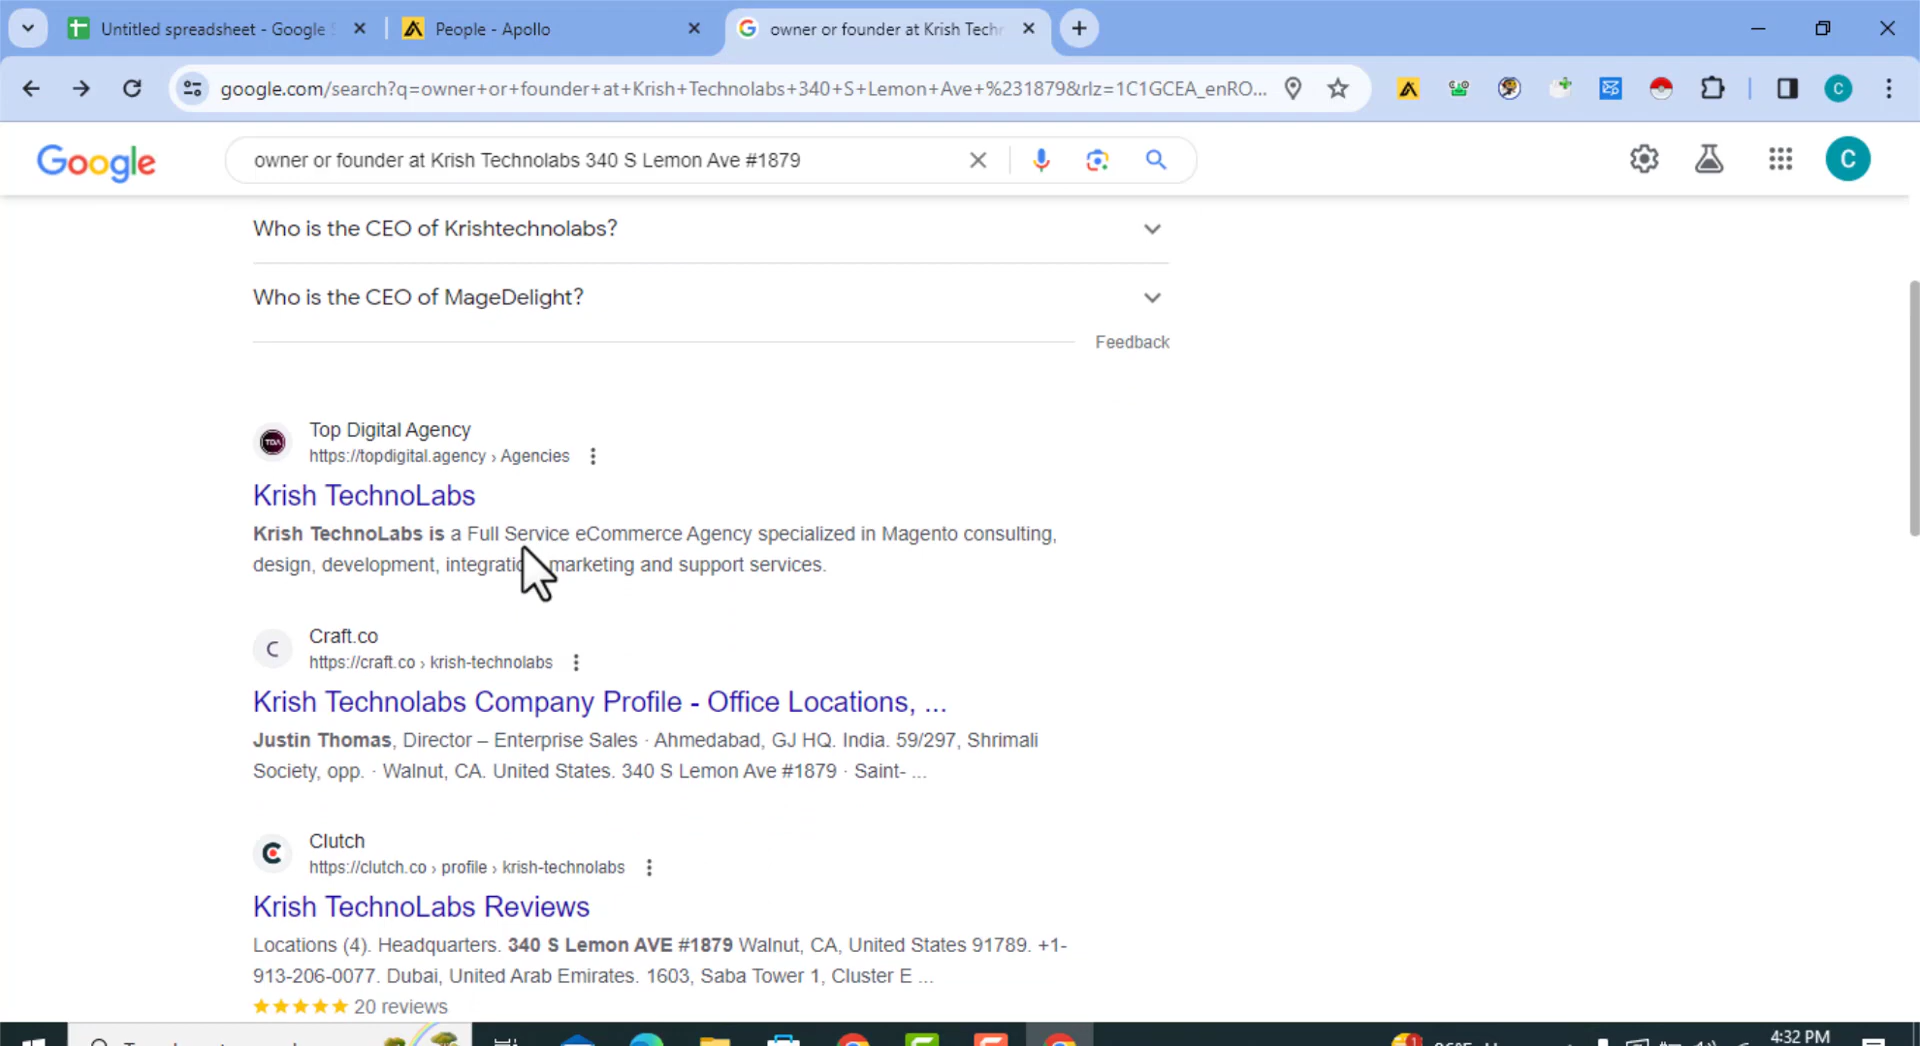 Untitled spreadsheet - Google S
People - Apollo
owner or founder at Krish Techn
google.com/search?q=owner+or+founder+at+Krish+Technolabs+340+S+Lemon+Ave+%231879&rlz=1C1GCEA_enRO...
C
Google
owner or founder at Krish Technolabs 340 S Lemon Ave #1879
C
Who is the CEO of Krishtechnolabs?
Who is the CEO of MageDelight?
Feedback
TDA
Top Digital Agency
https://topdigital.agency › Agencies
Krish TechnoLabs
Krish TechnoLabs is a Full Service eCommerce Agency specialized in Magento consulting,
design, development, integration, marketing and support services.
C
Craft.co
https://craft.co › krish-technolabs
Krish Technolabs Company Profile - Office Locations, ...
Justin Thomas, Director – Enterprise Sales · Ahmedabad, GJ HQ. India. 59/297, Shrimali
Society, opp. · Walnut, CA. United States. 340 S Lemon Ave #1879 · Saint- ...
Clutch
https://clutch.co › profile › krish-technolabs
Krish TechnoLabs Reviews
Locations (4). Headquarters. 340 S Lemon AVE #1879 Walnut, CA, United States 91789. +1-
913-206-0077. Dubai, United Arab Emirates. 1603, Saba Tower 1, Cluster E ...
20 reviews
4:32 PM